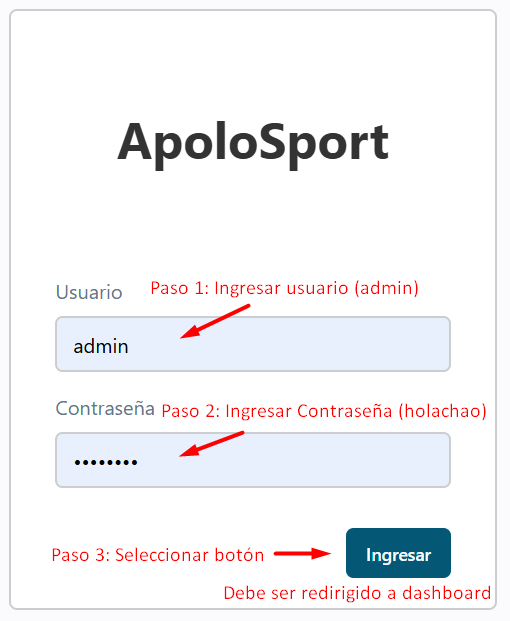 ApoloSport
Usuario
Paso 1: Ingresar usuario (admin)
admin
Contraseña
Paso 2: Ingresar Contraseña (holachao)
••••••••
Paso 3: Seleccionar botón
Ingresar
Debe ser redirigido a dashboard